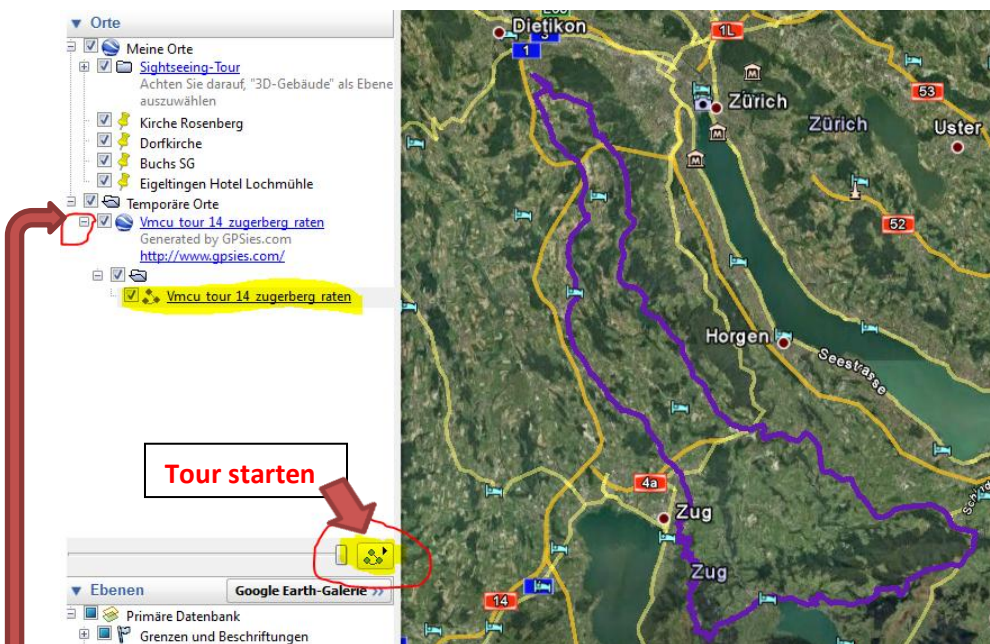 Orte
Meine Orte
Sightseeing-Tour
Achten Sie darauf, "3D-Gebäude" als Ebene
auszuwählen
Kirche Rosenberg
Dorfkirche
Buchs SG
Eigeltingen Hotel Lochmühle
Temporäre Orte
Vmcu tour 14 zugerberg raten
Generated by GPSies.com
http://www.gpsies.com/
Vmcu tour 14 zugerberg raten
Tour starten
Ebenen
Google Earth-Galerie »
Primäre Datenbank
Grenzen und Beschriftungen
Dietikon
3
1
1L
53
Zürich
Zürich
Uster
52
Horgen
Seestrasse
4a
Zug
Zug
14